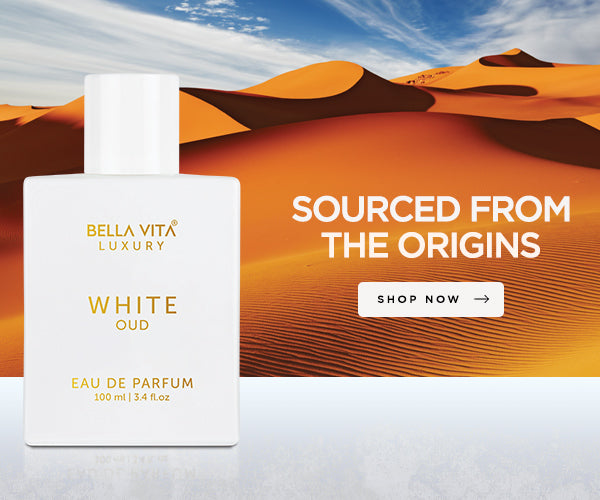 BELLA VITA®
LUXURY
WHITE
OUD
EAU DE PARFUM
100 ml | 3.4 fl.oz
SOURCED FROM
THE ORIGINS
SHOP NOW →